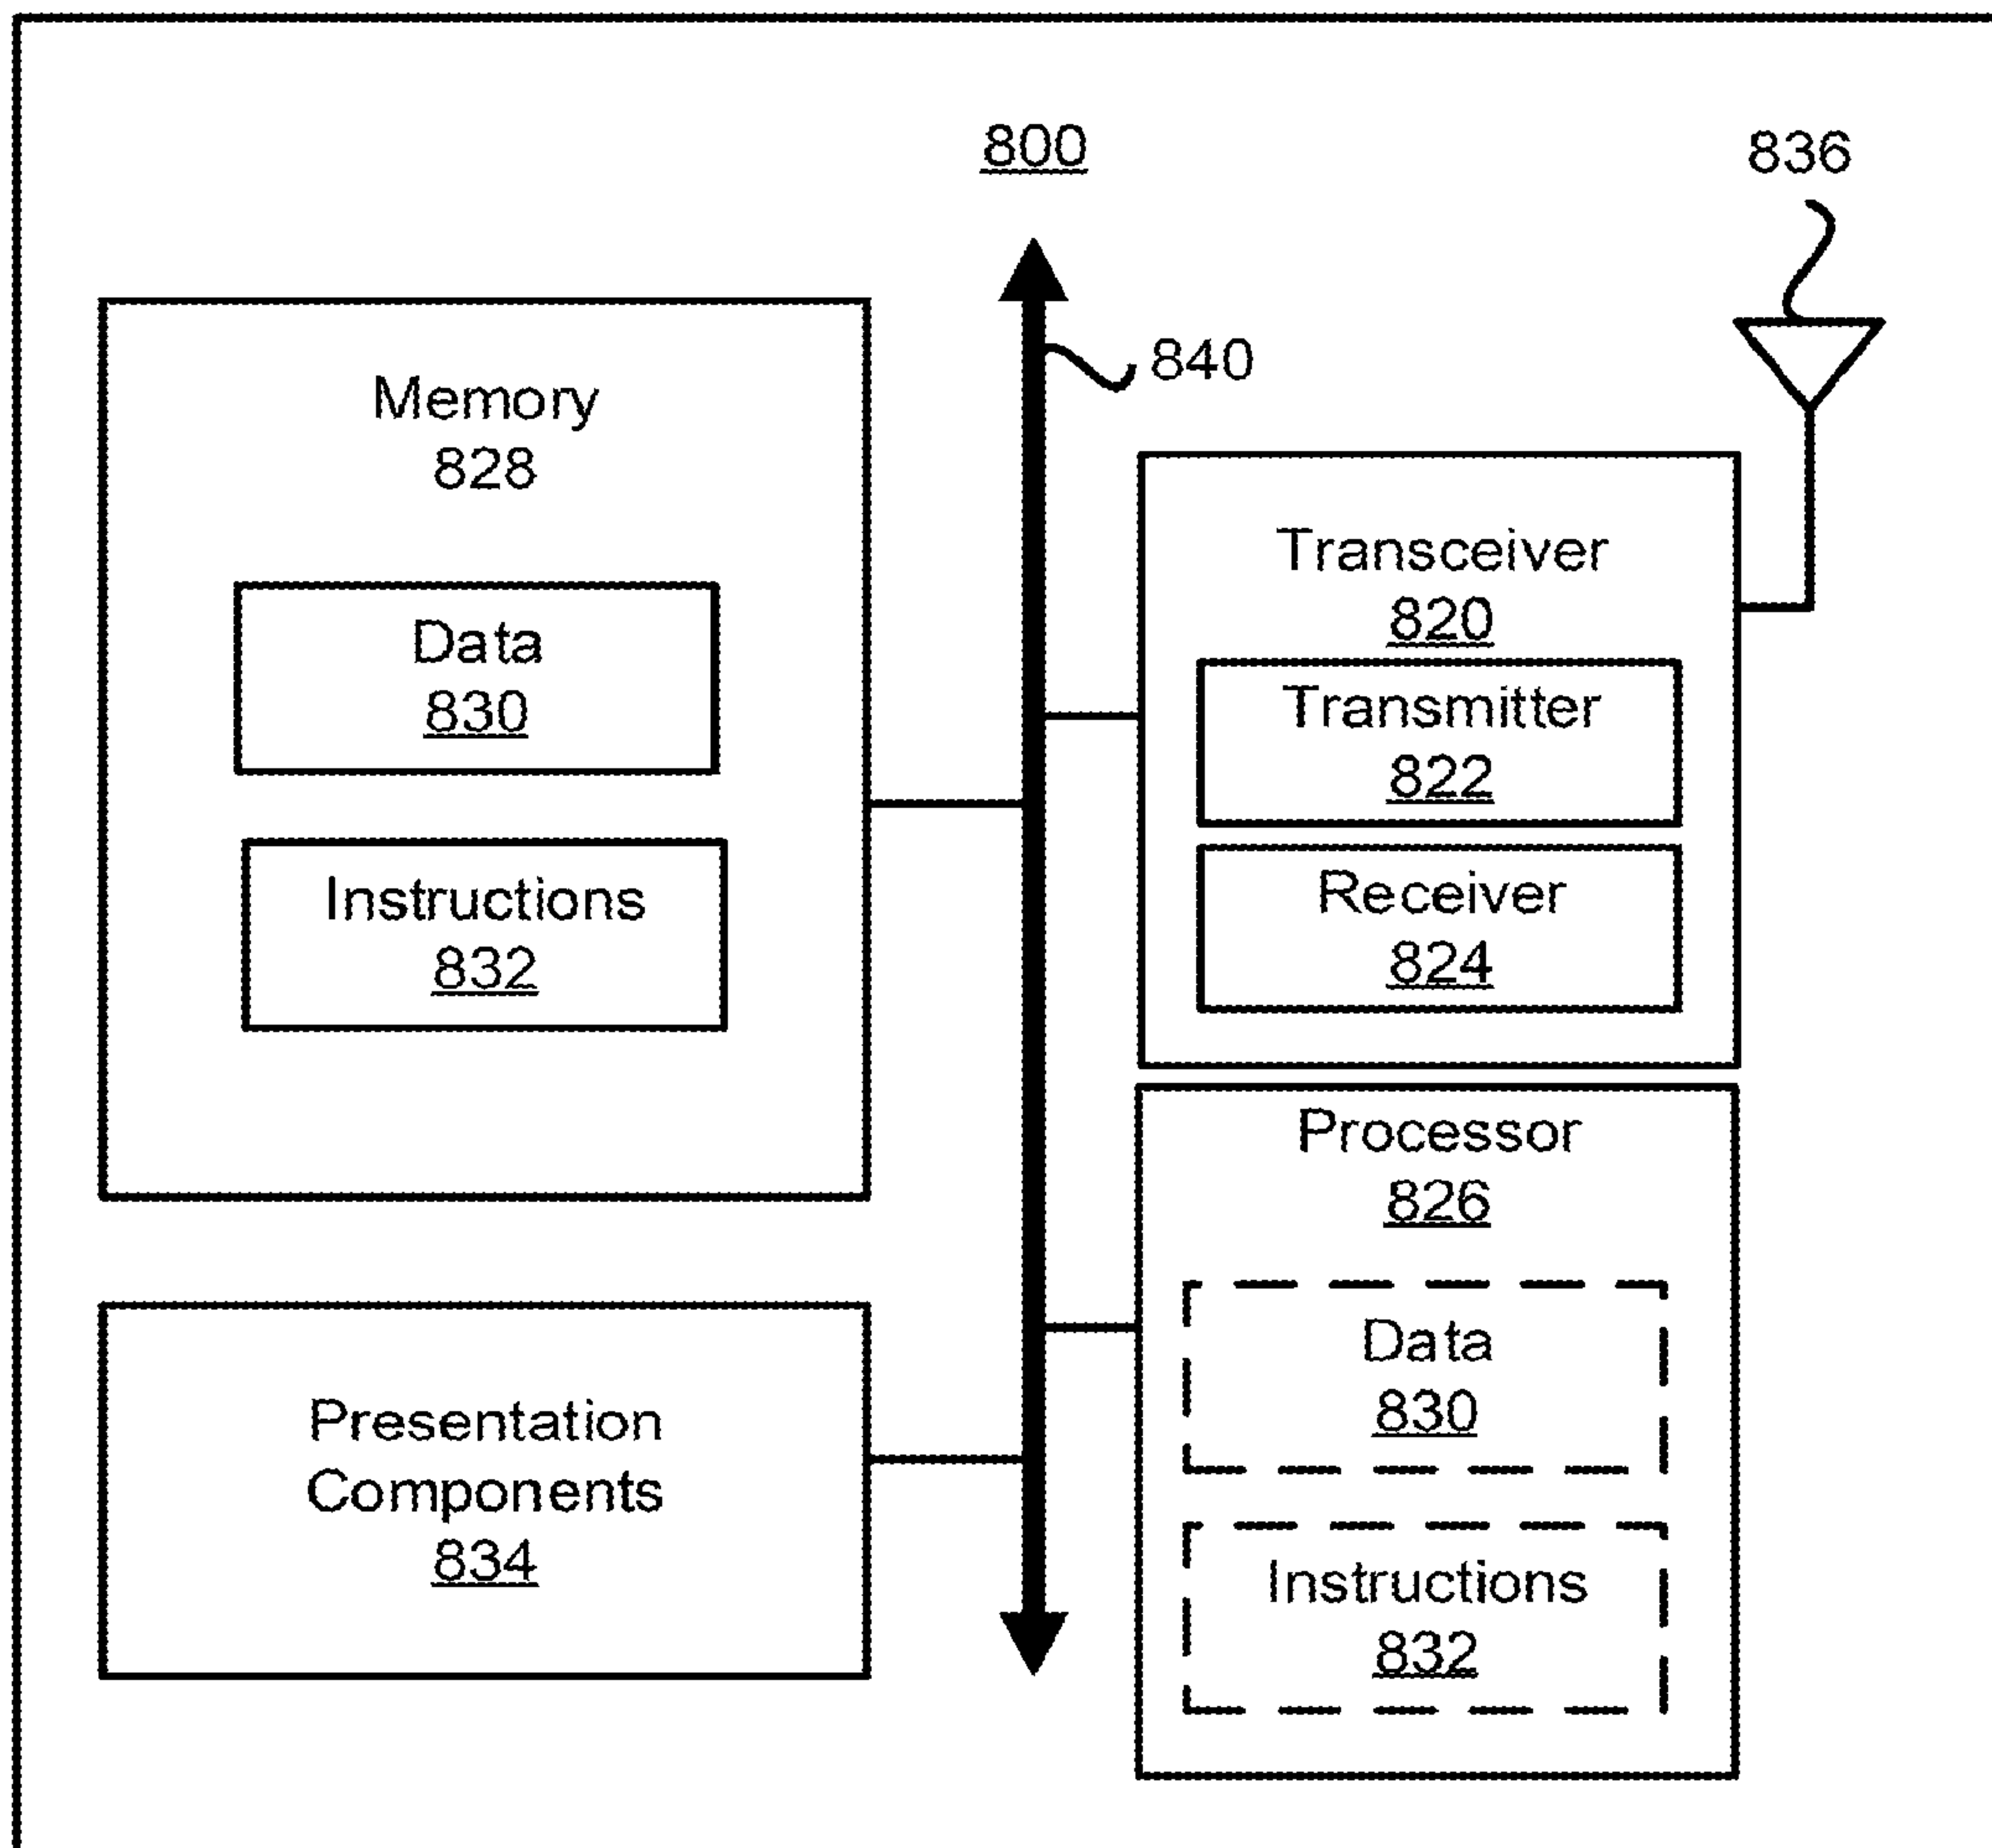 800
836
840
Memory
828
Data
830
Instructions
832
Transceiver
820
Transmitter
822
Receiver
824
Processor
826
Data
830
Instructions
832
Presentation
Components
834